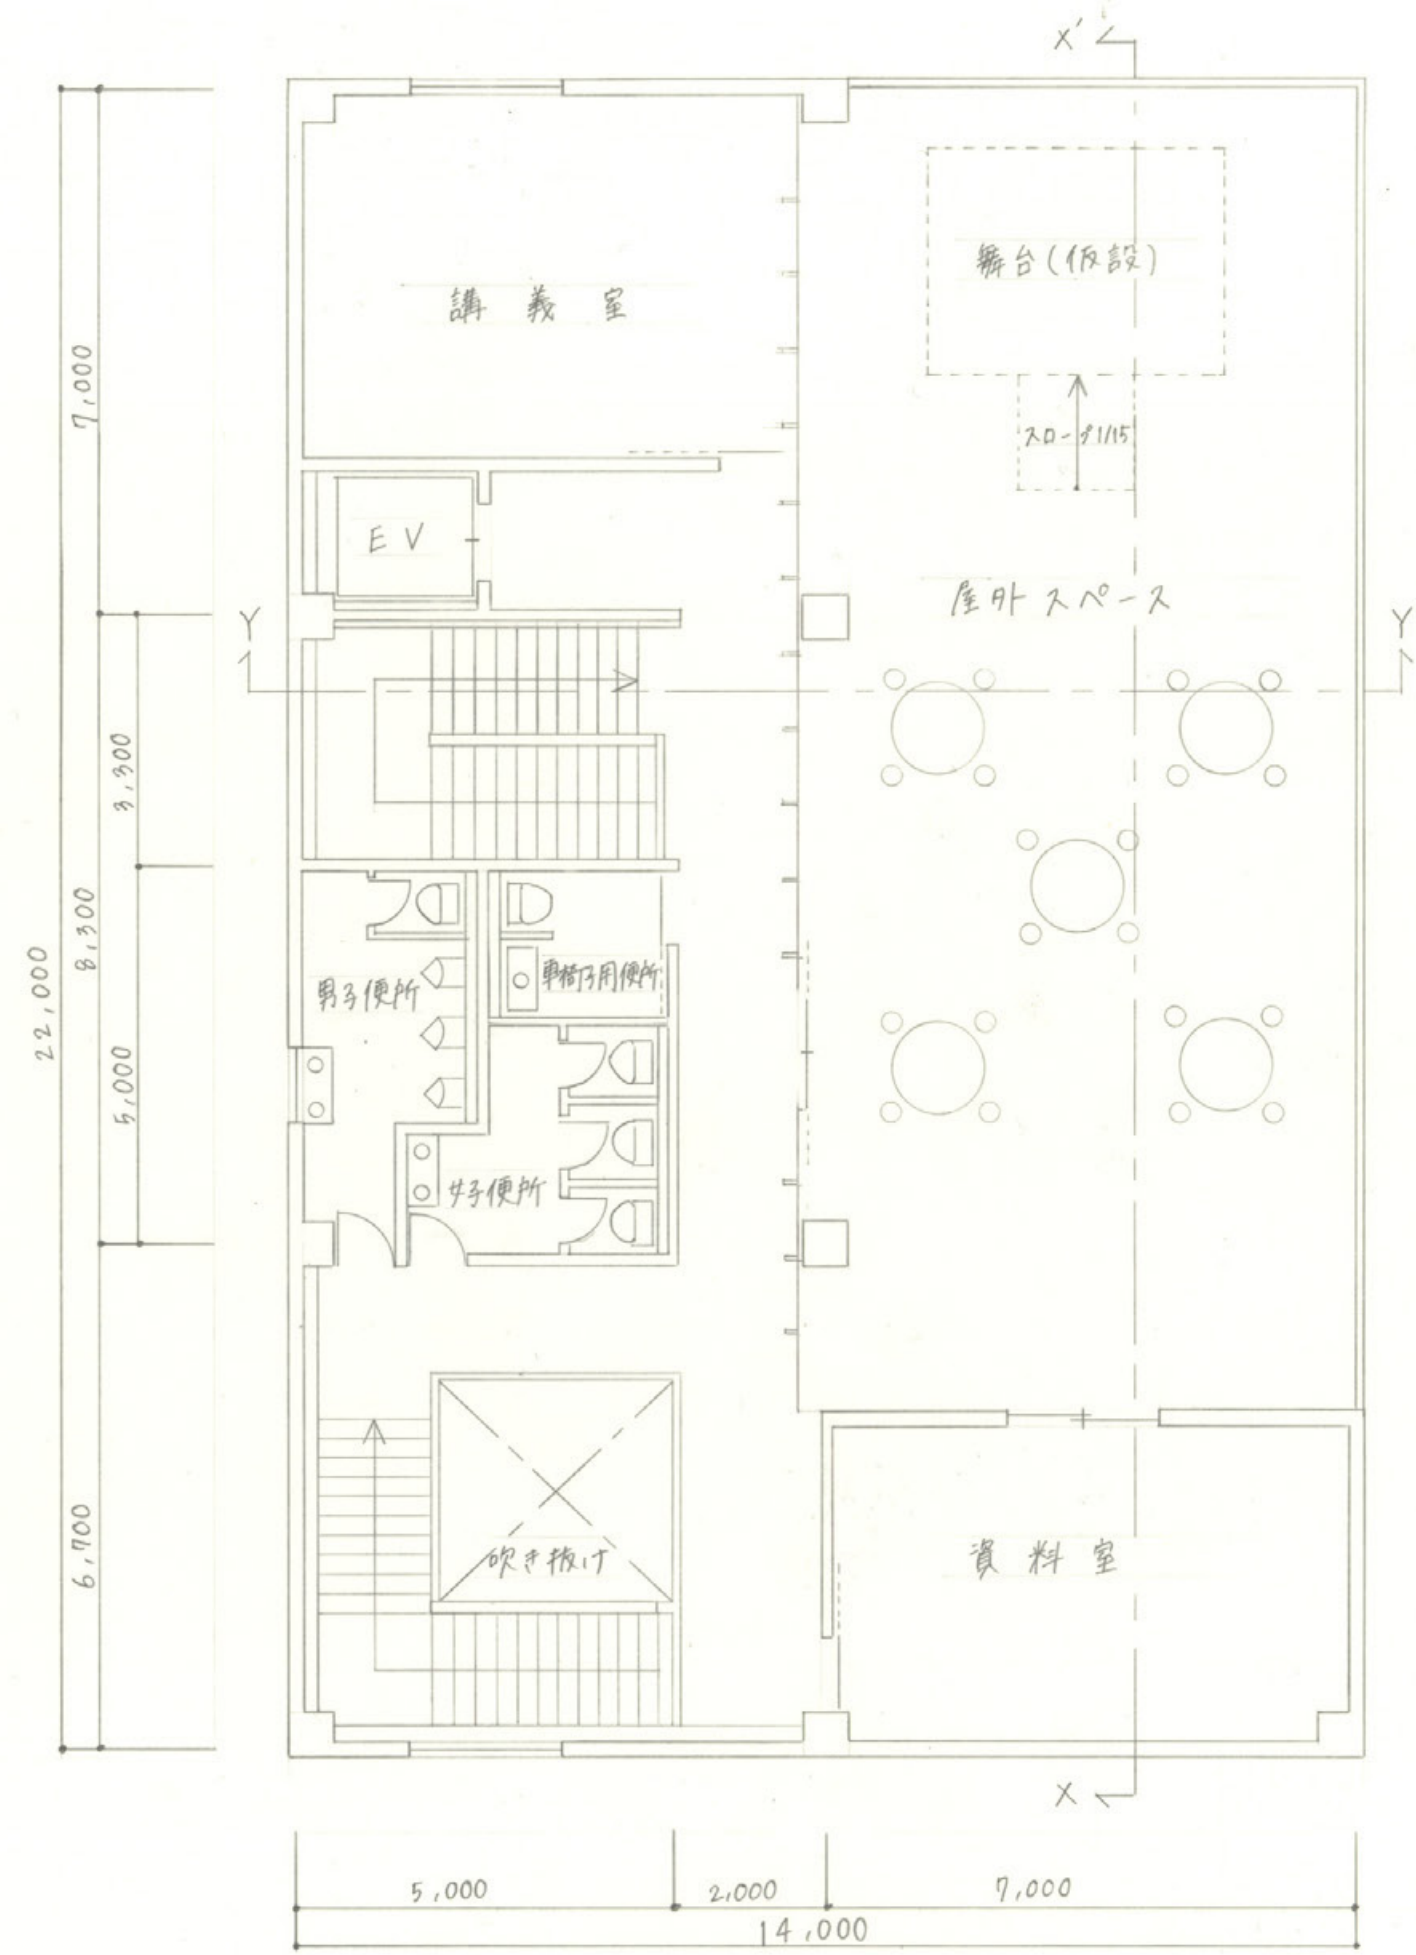 X'
舞台(仮設)
講義室
7,000
スロープ1/15
EV
屋外スペース
Y
Y
3,300
8,300
22,000
男子便所
車椅子用便所
5,000
女子便所
吹き抜け
資料室
6,700
X
5,000
2,000
7,000
14,000